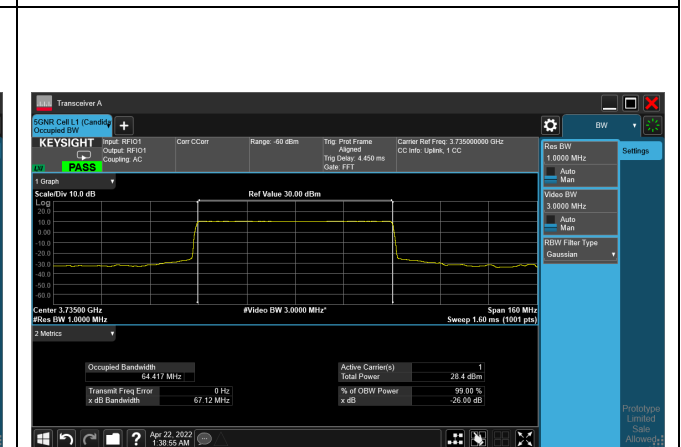 Transceiver A
5GNR Cell L1 (Candida
Occupied BW
+
BW
KEYSIGHT
Input: RFIO1
Output: RFIO1
Coupling: AC
Corr CCorr
Range: -60 dBm
Trig: Prot Frame
Aligned
Trig Delay: 4.450 ms
Gate: FFT
Carrier Ref Freq: 3.735000000 GHz
CC Info: Uplink, 1 CC
PASS
Res BW
1.0000 MHz
Auto
Man
Settings
Video BW
3.0000 MHz
Auto
Man
RBW Filter Type
Gaussian
1 Graph
Scale/Div 10.0 dB
Ref Value 30.00 dBm
Log
20.0
10.0
0.00
-10.0
-20.0
-30.0
-40.0
-50.0
-60.0
Center 3.73500 GHz
#Video BW 3.0000 MHz*
Span 160 MHz
#Res BW 1.0000 MHz
Sweep 1.60 ms (1001 pts)
2 Metrics
Occupied Bandwidth
64.417 MHz
Active Carrier(s) 1
Total Power 28.4 dBm
Transmit Freq Error 0 Hz
x dB Bandwidth 67.12 MHz
% of OBW Power 99.00 %
x dB -26.00 dB
Prototype
Limited
Sale
Allowed
?
Apr 22, 2022
1:38:55 AM